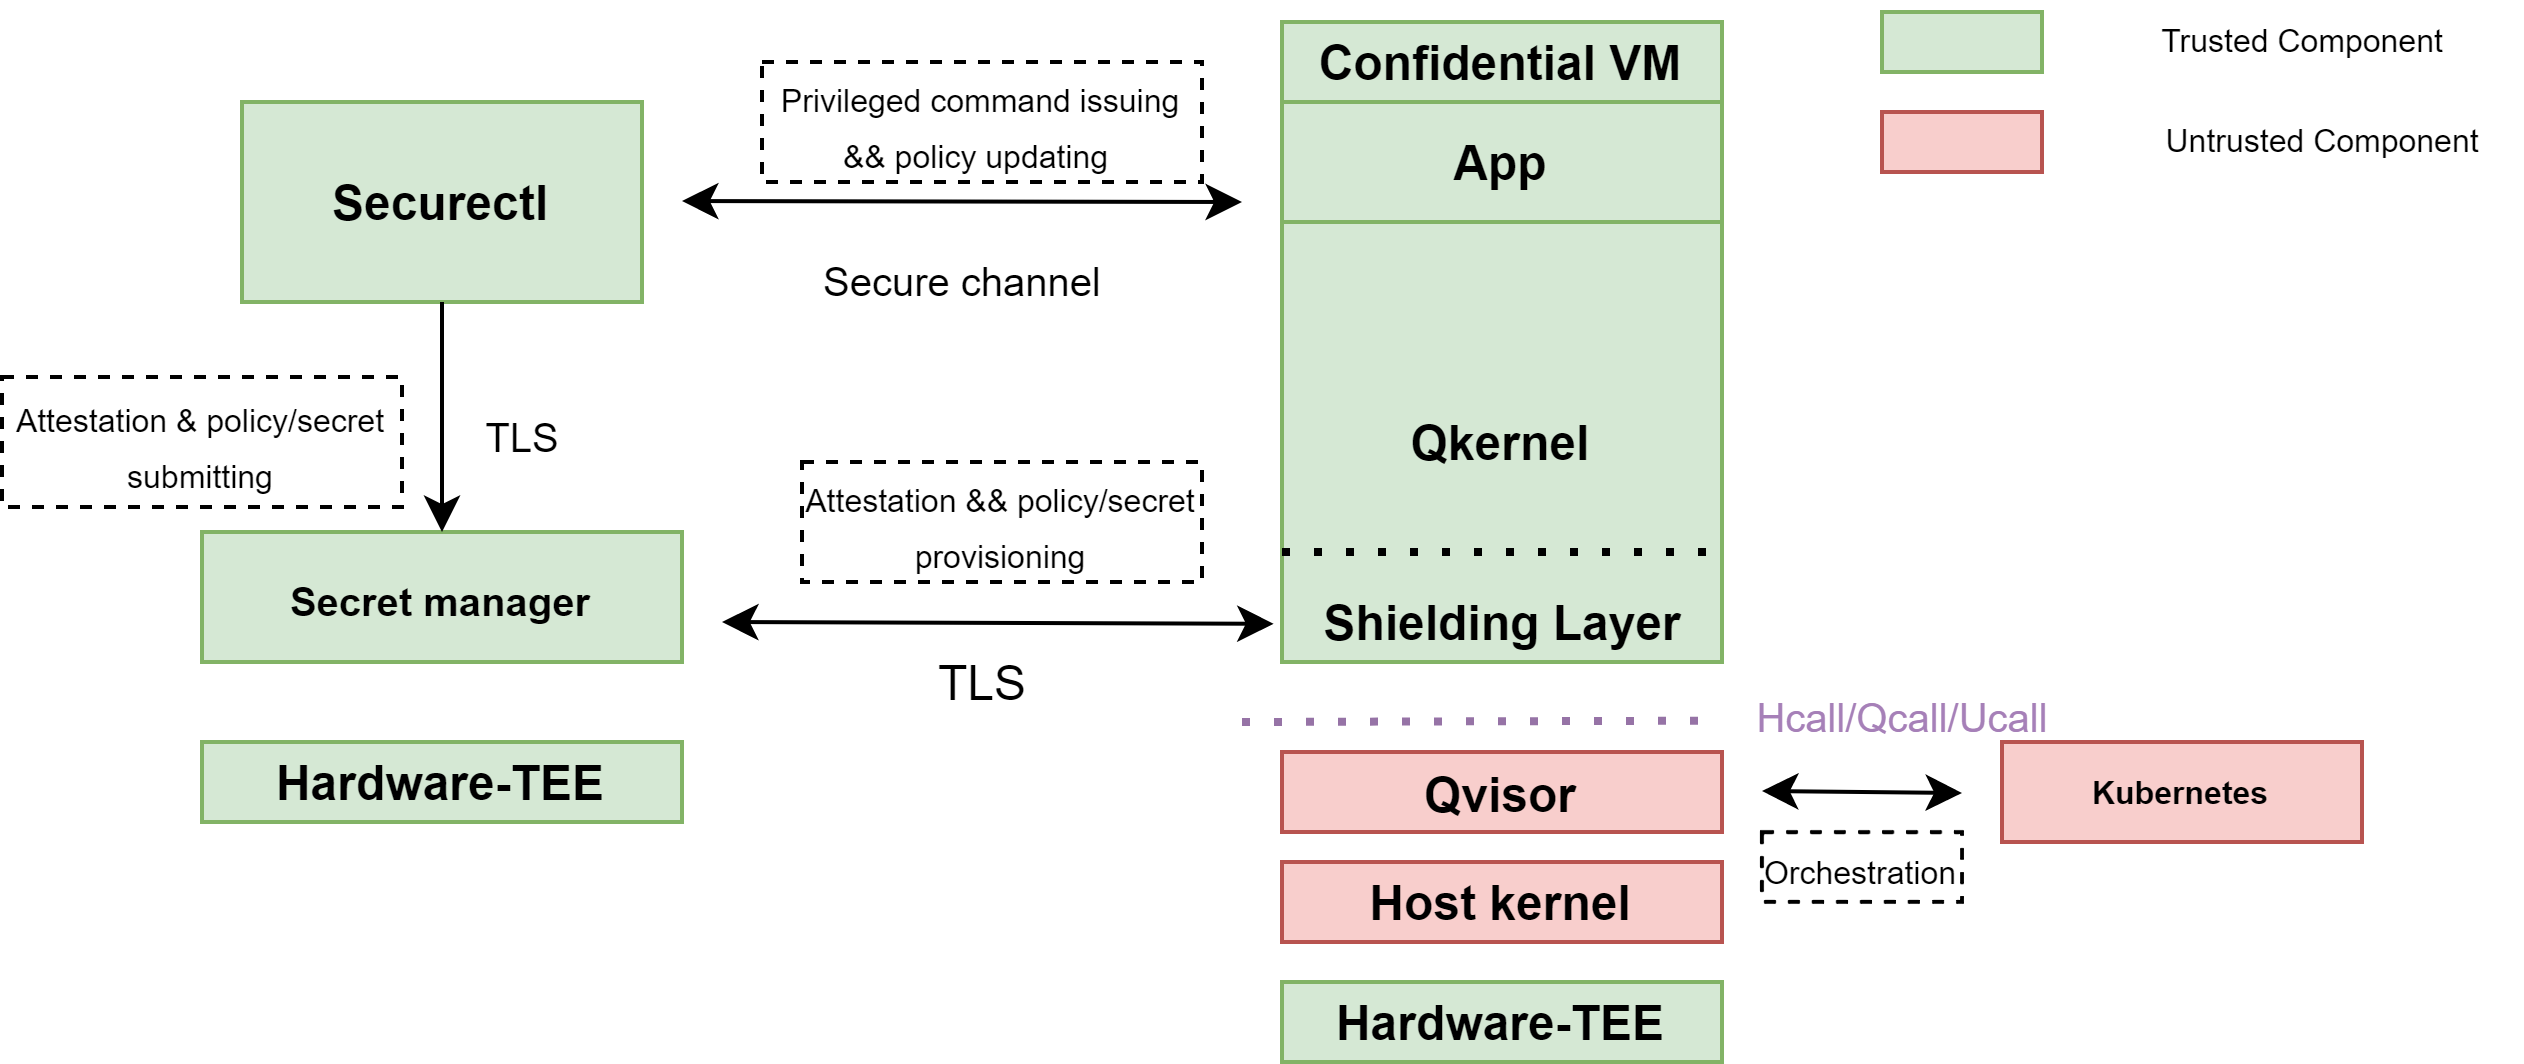 Confidential VM
Trusted Component
Privileged command issuing
&& policy updating
App
Untrusted Component
Securectl
Secure channel
Attestation & policy/secret
submitting
TLS
Qkernel
Attestation && policy/secret
provisioning
Secret manager
Shielding Layer
TLS
Hcall/Qcall/Ucall
Hardware-TEE
Qvisor
Kubernetes
Orchestration
Host kernel
Hardware-TEE